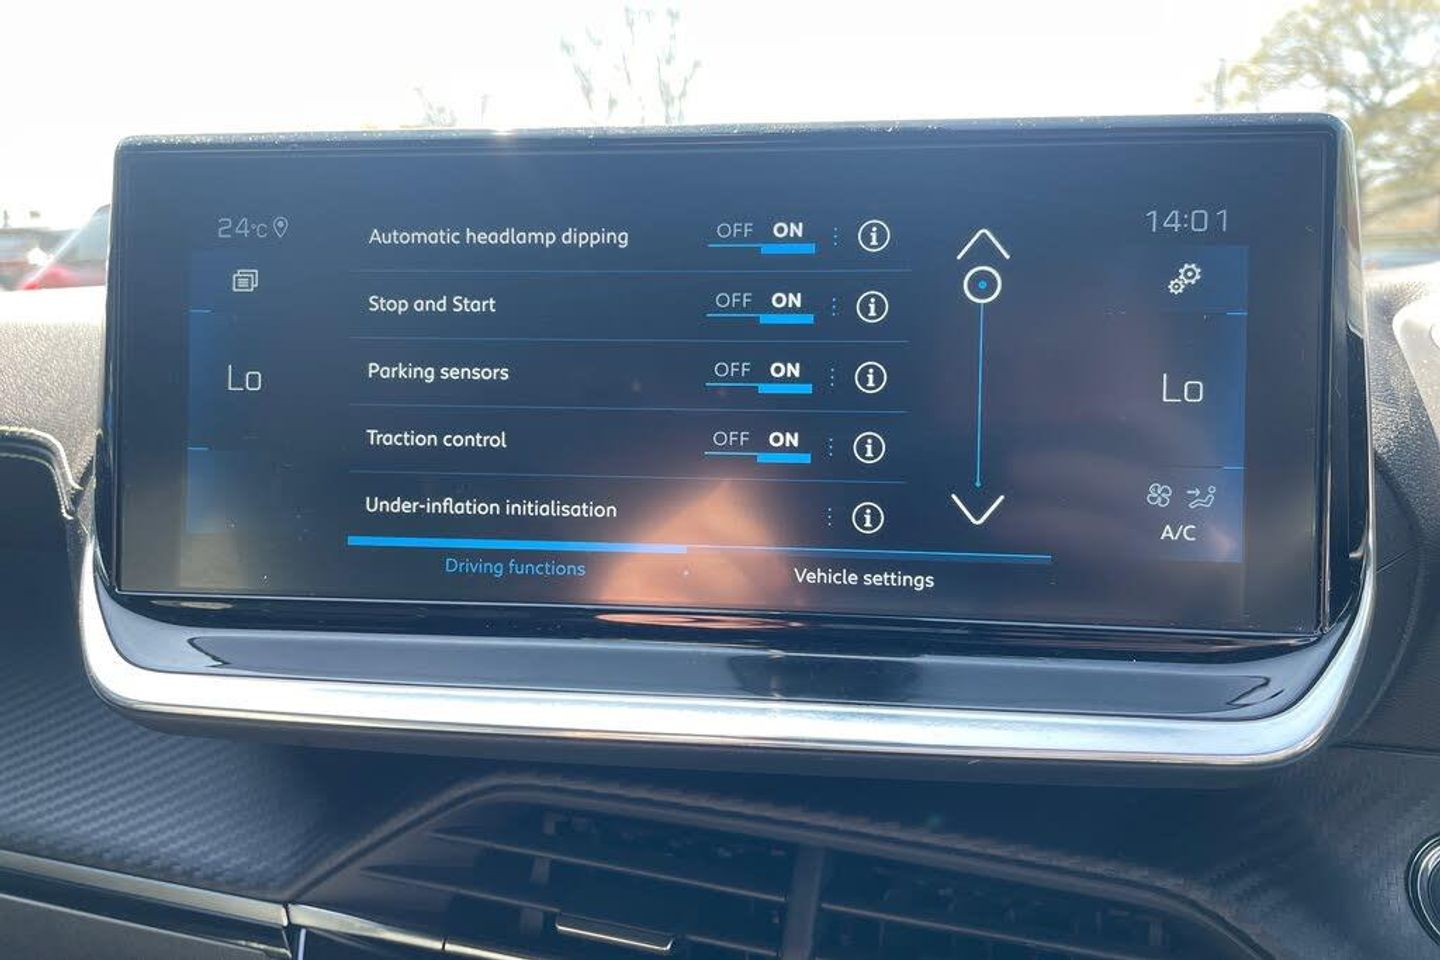 24°C
14:01
Automatic headlamp dipping OFF ON
Stop and Start OFF ON
Lo
Parking sensors OFF ON
Lo
Traction control OFF ON
Under-inflation initialisation
A/C
Driving functions
Vehicle settings